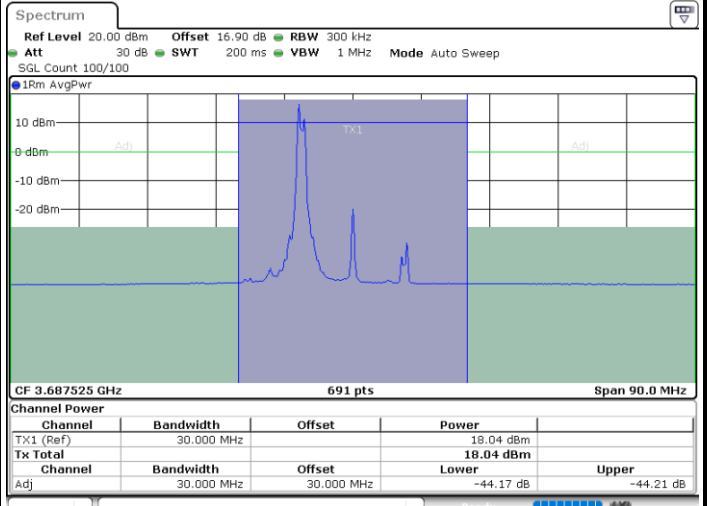 Spectrum
Ref Level 20.00 dBm Offset 16.90 dB RBW 300 kHz
Att 30 dB SWT 200 ms VBW 1 MHz Mode Auto Sweep
SGL Count 100/100
1Rm AvgPwr
10 dBm
TX1
Adj
0 dBm
Adj
-10 dBm
-20 dBm
CF 3.687525 GHz 691 pts Span 90.0 MHz
Channel Power
Channel Bandwidth Offset Power
TX1 (Ref) 30.000 MHz 18.04 dBm
Tx Total 18.04 dBm
Channel Bandwidth Offset Lower Upper
Adj 30.000 MHz 30.000 MHz -44.17 dB -44.21 dB